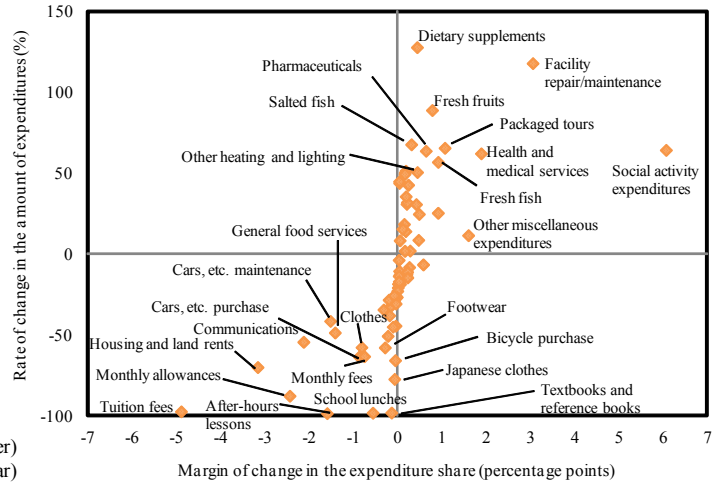 150
100
50
0
-50
-100
Rate of change in the amount of expenditures (%)
Dietary supplements
Facility
repair/maintenance
Pharmaceuticals
Salted fish
Fresh fruits
Packaged tours
Other heating and lighting
Health and
medical services
Social activity
expenditures
Fresh fish
General food services
Other miscellaneous
expenditures
Cars, etc. maintenance
Cars, etc. purchase
Clothes
Footwear
Communications
Housing and land rents
Bicycle purchase
Monthly allowances
Monthly fees
Japanese clothes
Tuition fees
After-hours
lessons
School lunches
Textbooks and
reference books
-7 -6 -5 -4 -3 -2 -1 0 1 2 3 4 5 6 7
Margin of change in the expenditure share (percentage points)